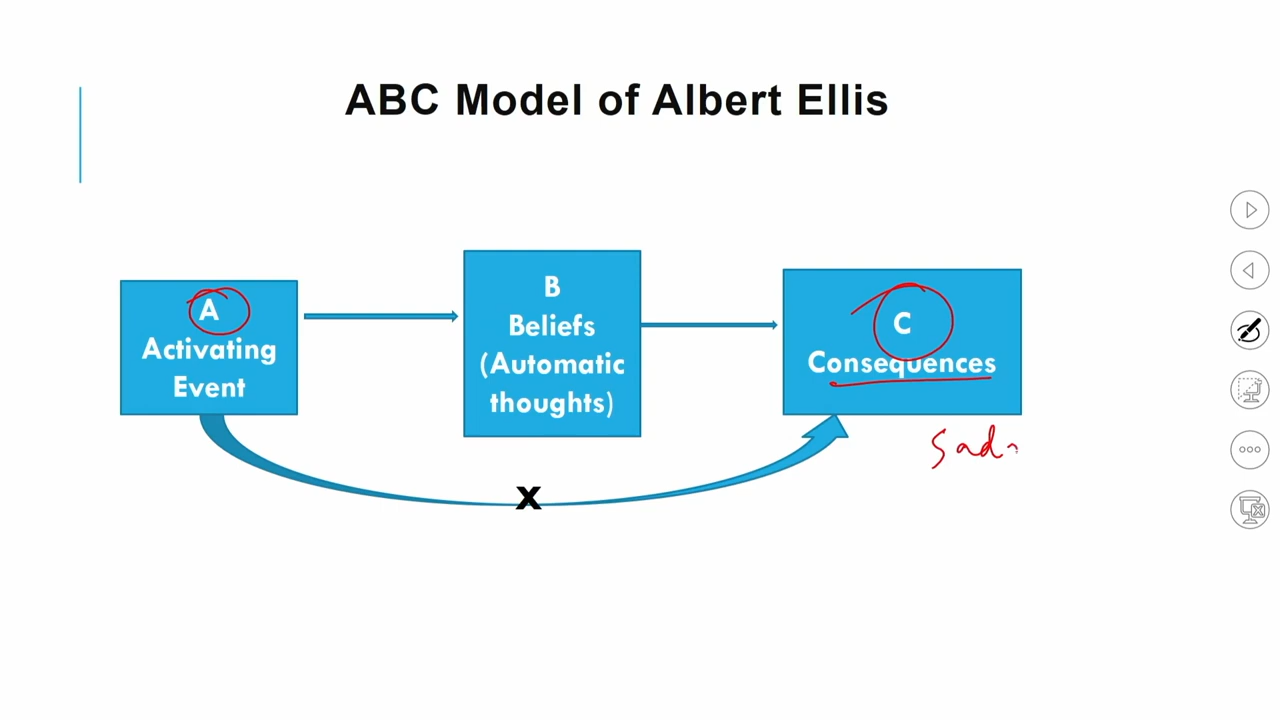 ABC Model of Albert Ellis
A
Activating
Event
B
Beliefs
(Automatic
thoughts)
C
Consequences
x
Sad